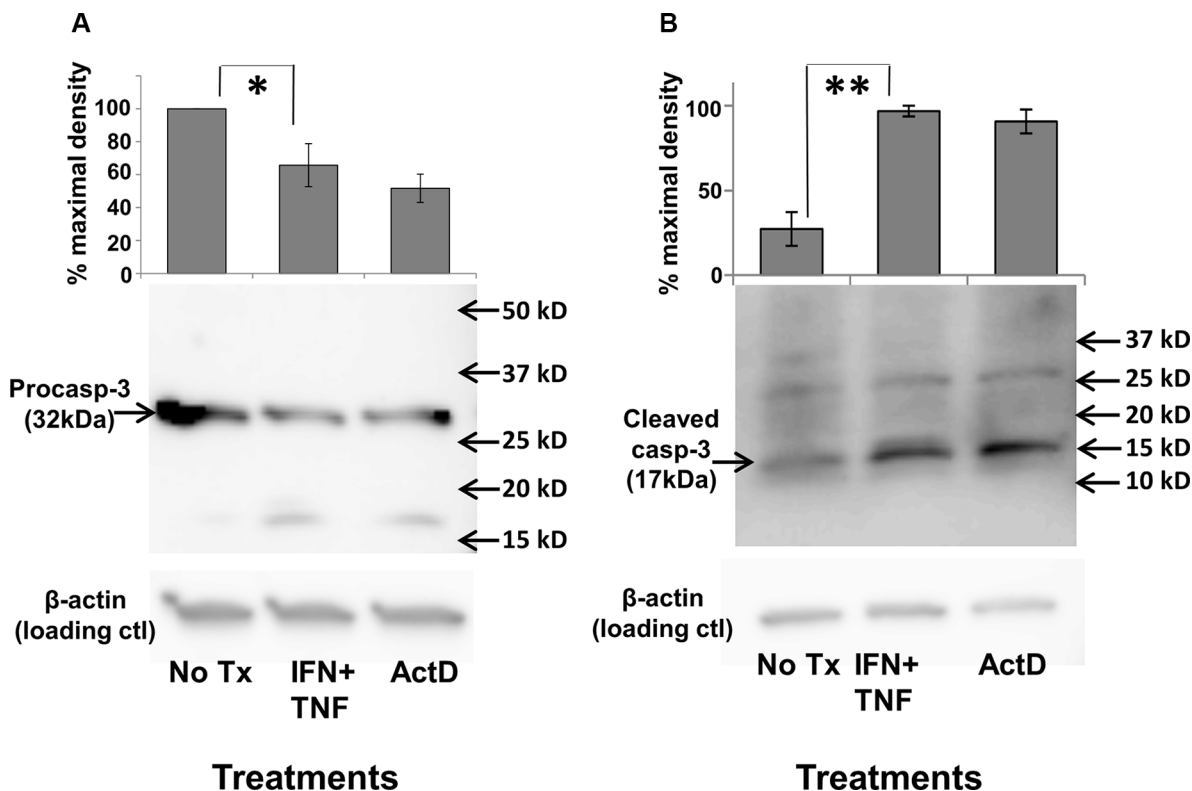 A
*
% maximal density
100
80
60
40
20
0
50 kD
37 kD
Procasp-3
(32kDa)
25 kD
20 kD
15 kD
β-actin
(loading ctl)
No Tx IFN+ ActD
TNF
Treatments
B
**
% maximal density
100
50
0
37 kD
25 kD
20 kD
Cleaved
casp-3
(17kDa)
15 kD
10 kD
β-actin
(loading ctl)
No Tx IFN+ ActD
TNF
Treatments